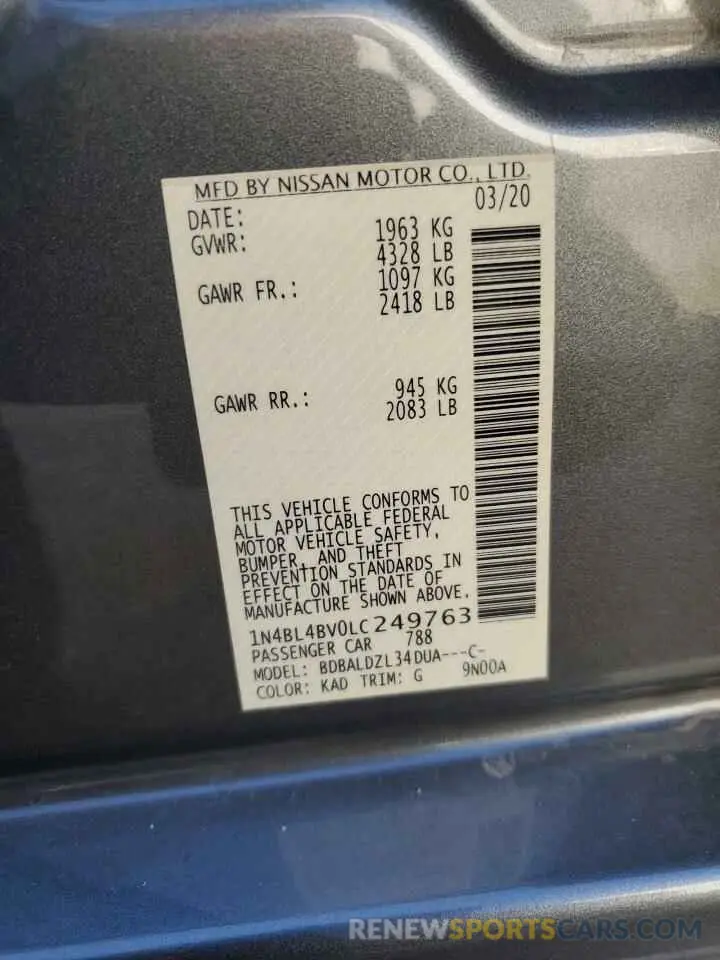 MFD BY NISSAN MOTOR CO., LTD.
DATE: 03/20
GVWR: 1963 KG
4328 LB
GAWR FR.: 1097 KG
2418 LB
GAWR RR.: 945 KG
2083 LB
THIS VEHICLE CONFORMS TO
ALL APPLICABLE FEDERAL
MOTOR VEHICLE SAFETY,
BUMPER, AND THEFT
PREVENTION STANDARDS IN
EFFECT ON THE DATE OF
MANUFACTURE SHOWN ABOVE.
1N4BL4BV0LC249763
PASSENGER CAR 788
MODEL: BDBALDZL34DUA---C-
COLOR: KAD TRIM: G 9N00A
RENEWSPORTSCARS.COM